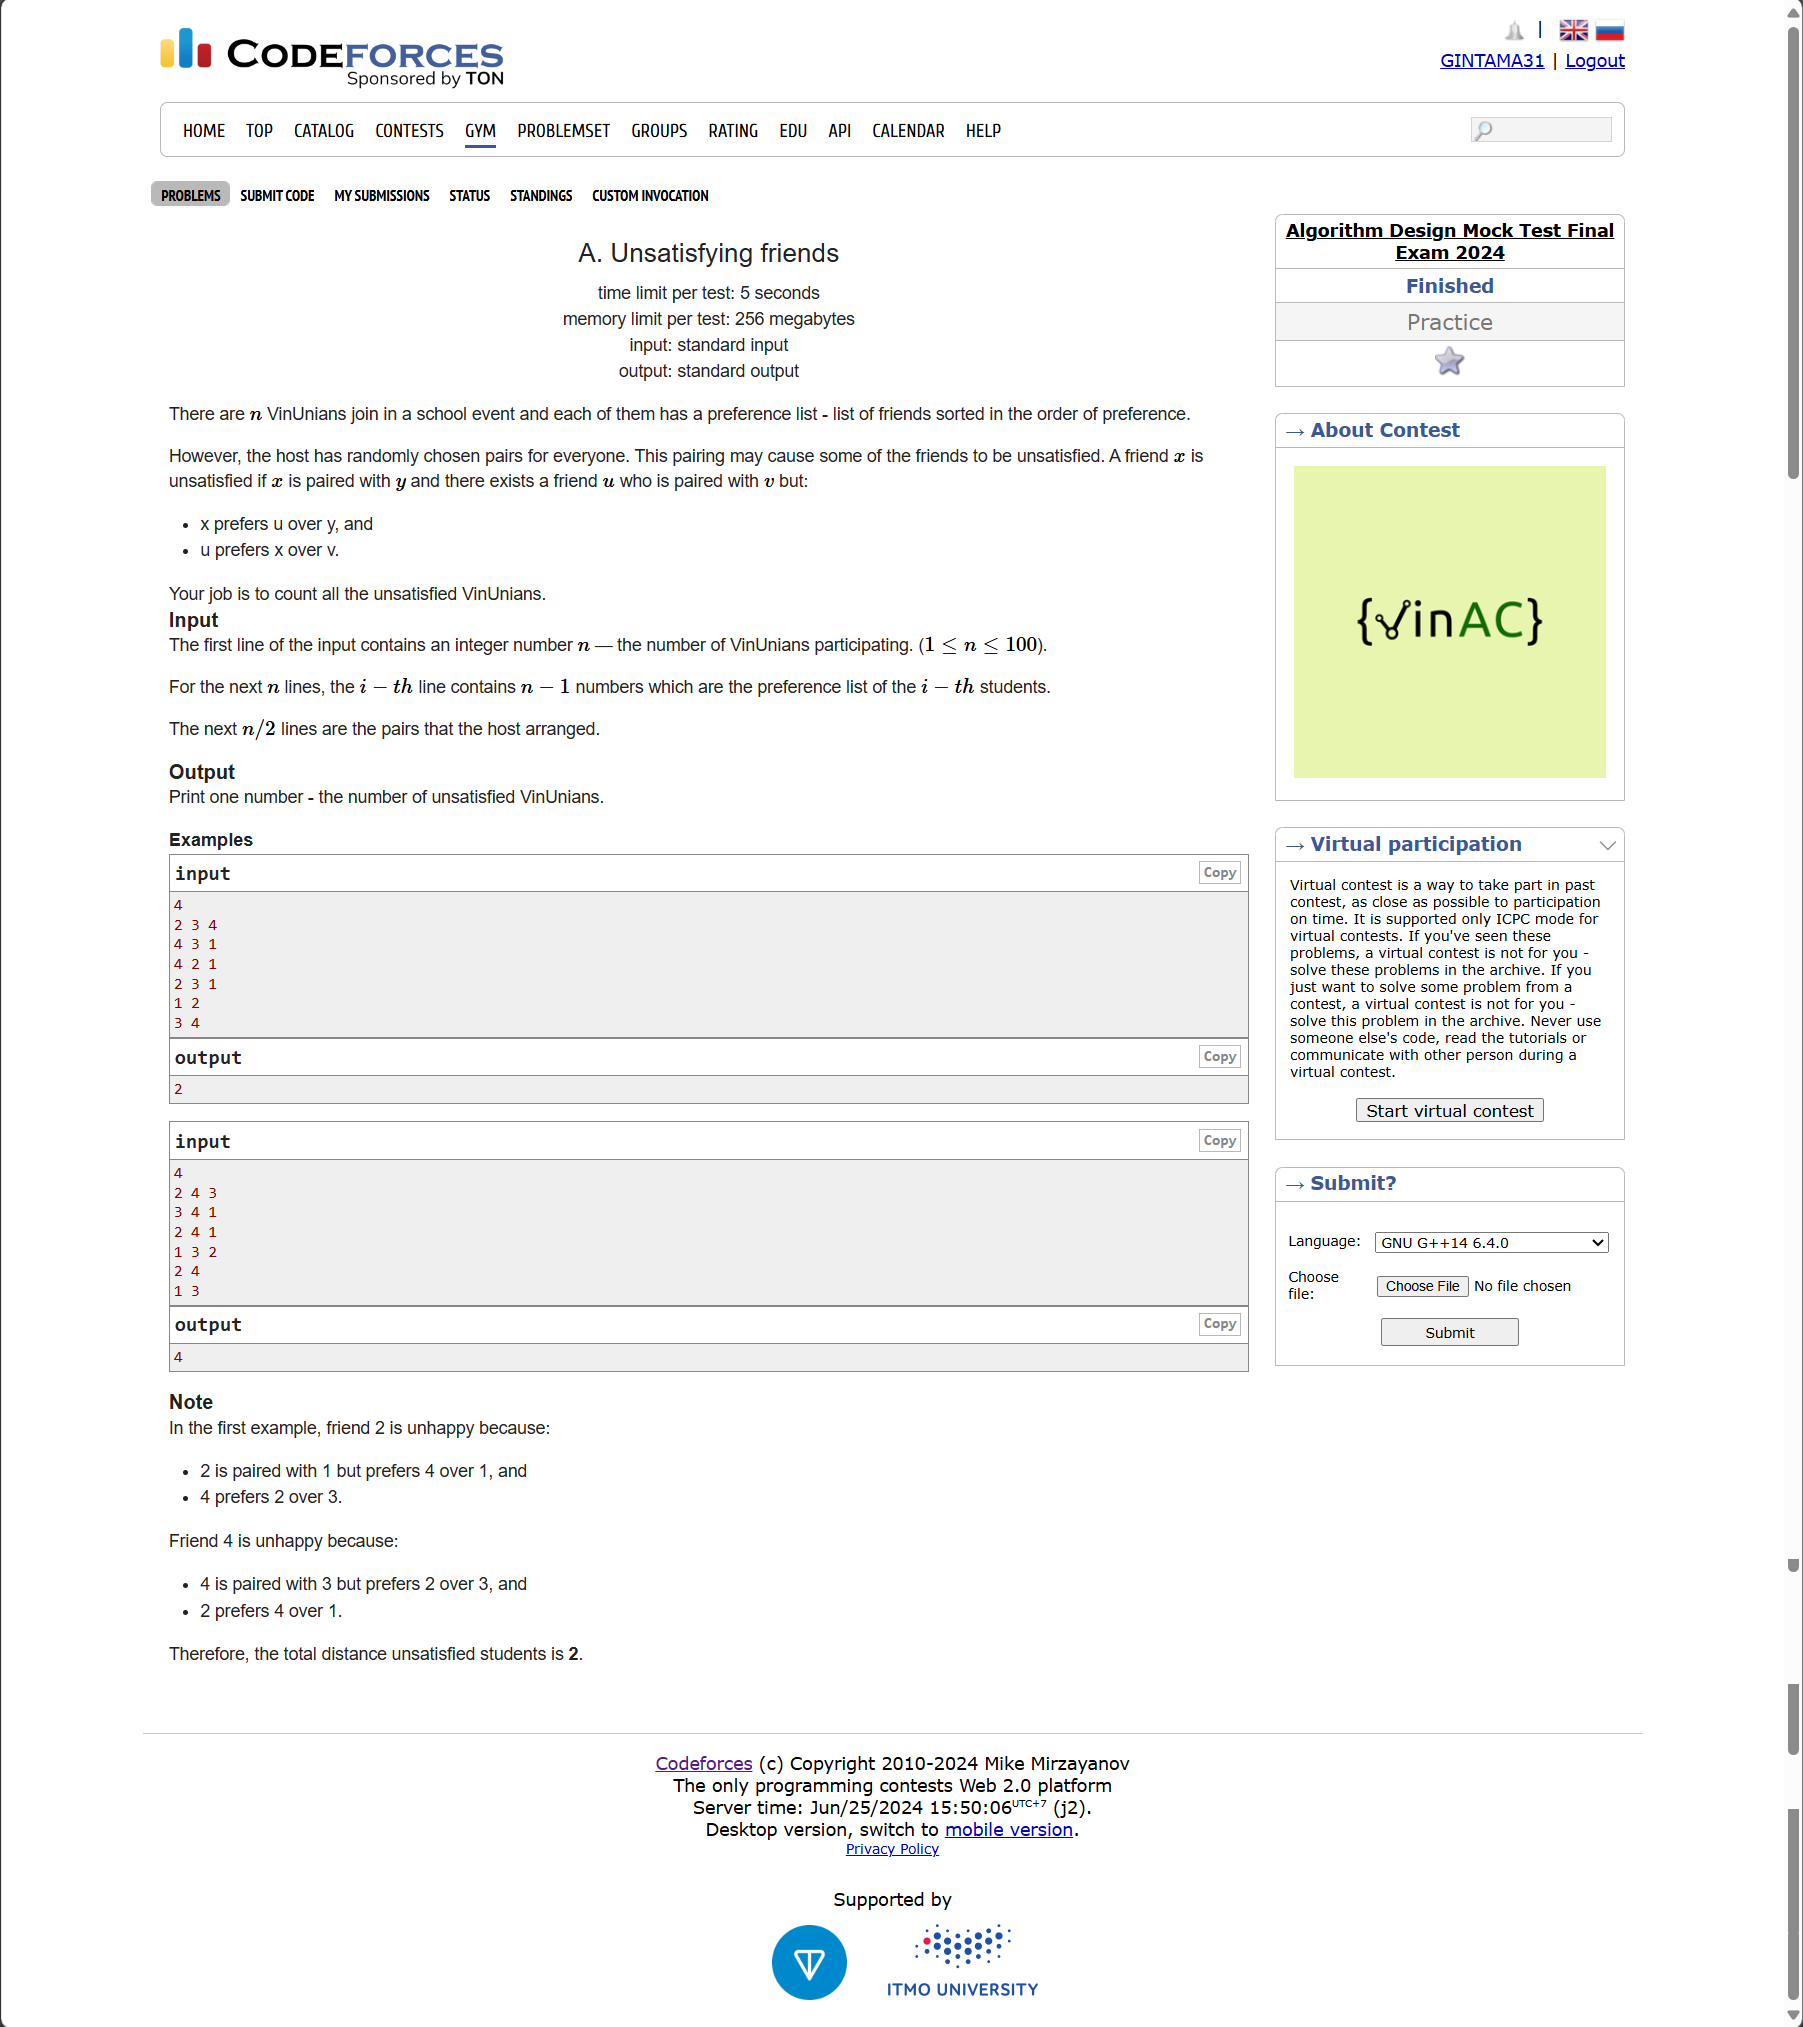 CODEFORCES
Sponsored by TON
|
GINTAMA31 | Logout
HOME TOP CATALOG CONTESTS GYM PROBLEMSET GROUPS RATING EDU API CALENDAR HELP
PROBLEMS SUBMIT CODE MY SUBMISSIONS STATUS STANDINGS CUSTOM INVOCATION
A. Unsatisfying friends
time limit per test: 5 seconds
memory limit per test: 256 megabytes
input: standard input
output: standard output
There are n VinUnians join in a school event and each of them has a preference list - list of friends sorted in the order of preference.
However, the host has randomly chosen pairs for everyone. This pairing may cause some of the friends to be unsatisfied. A friend x is
unsatisfied if x is paired with y and there exists a friend u who is paired with v but:
• x prefers u over y, and
• u prefers x over v.
Your job is to count all the unsatisfied VinUnians.
Input
The first line of the input contains an integer number n — the number of VinUnians participating. (1 ≤ n ≤ 100).
For the next n lines, the i − th line contains n − 1 numbers which are the preference list of the i − th students.
The next n/2 lines are the pairs that the host arranged.
Output
Print one number - the number of unsatisfied VinUnians.
Examples
input
Copy
4
2 3 4
4 3 1
4 2 1
2 3 1
1 2
3 4
output
Copy
2
input
Copy
4
2 4 3
3 4 1
2 4 1
1 3 2
2 4
1 3
output
Copy
4
Note
In the first example, friend 2 is unhappy because:
• 2 is paired with 1 but prefers 4 over 1, and
• 4 prefers 2 over 3.
Friend 4 is unhappy because:
• 4 is paired with 3 but prefers 2 over 3, and
• 2 prefers 4 over 1.
Therefore, the total distance unsatisfied students is 2.
Algorithm Design Mock Test Final
Exam 2024
Finished
Practice
→ About Contest
{VinAC}
→ Virtual participation
Virtual contest is a way to take part in past
contest, as close as possible to participation
on time. It is supported only ICPC mode for
virtual contests. If you've seen these
problems, a virtual contest is not for you -
solve these problems in the archive. If you
just want to solve some problem from a
contest, a virtual contest is not for you -
solve this problem in the archive. Never use
someone else's code, read the tutorials or
communicate with other person during a
virtual contest.
Start virtual contest
→ Submit?
Language: GNU G++14 6.4.0
Choose
file:
Choose File No file chosen
Submit
Codeforces (c) Copyright 2010-2024 Mike Mirzayanov
The only programming contests Web 2.0 platform
Server time: Jun/25/2024 15:50:06UTC+7 (j2).
Desktop version, switch to mobile version.
Privacy Policy
Supported by
ITMO UNIVERSITY